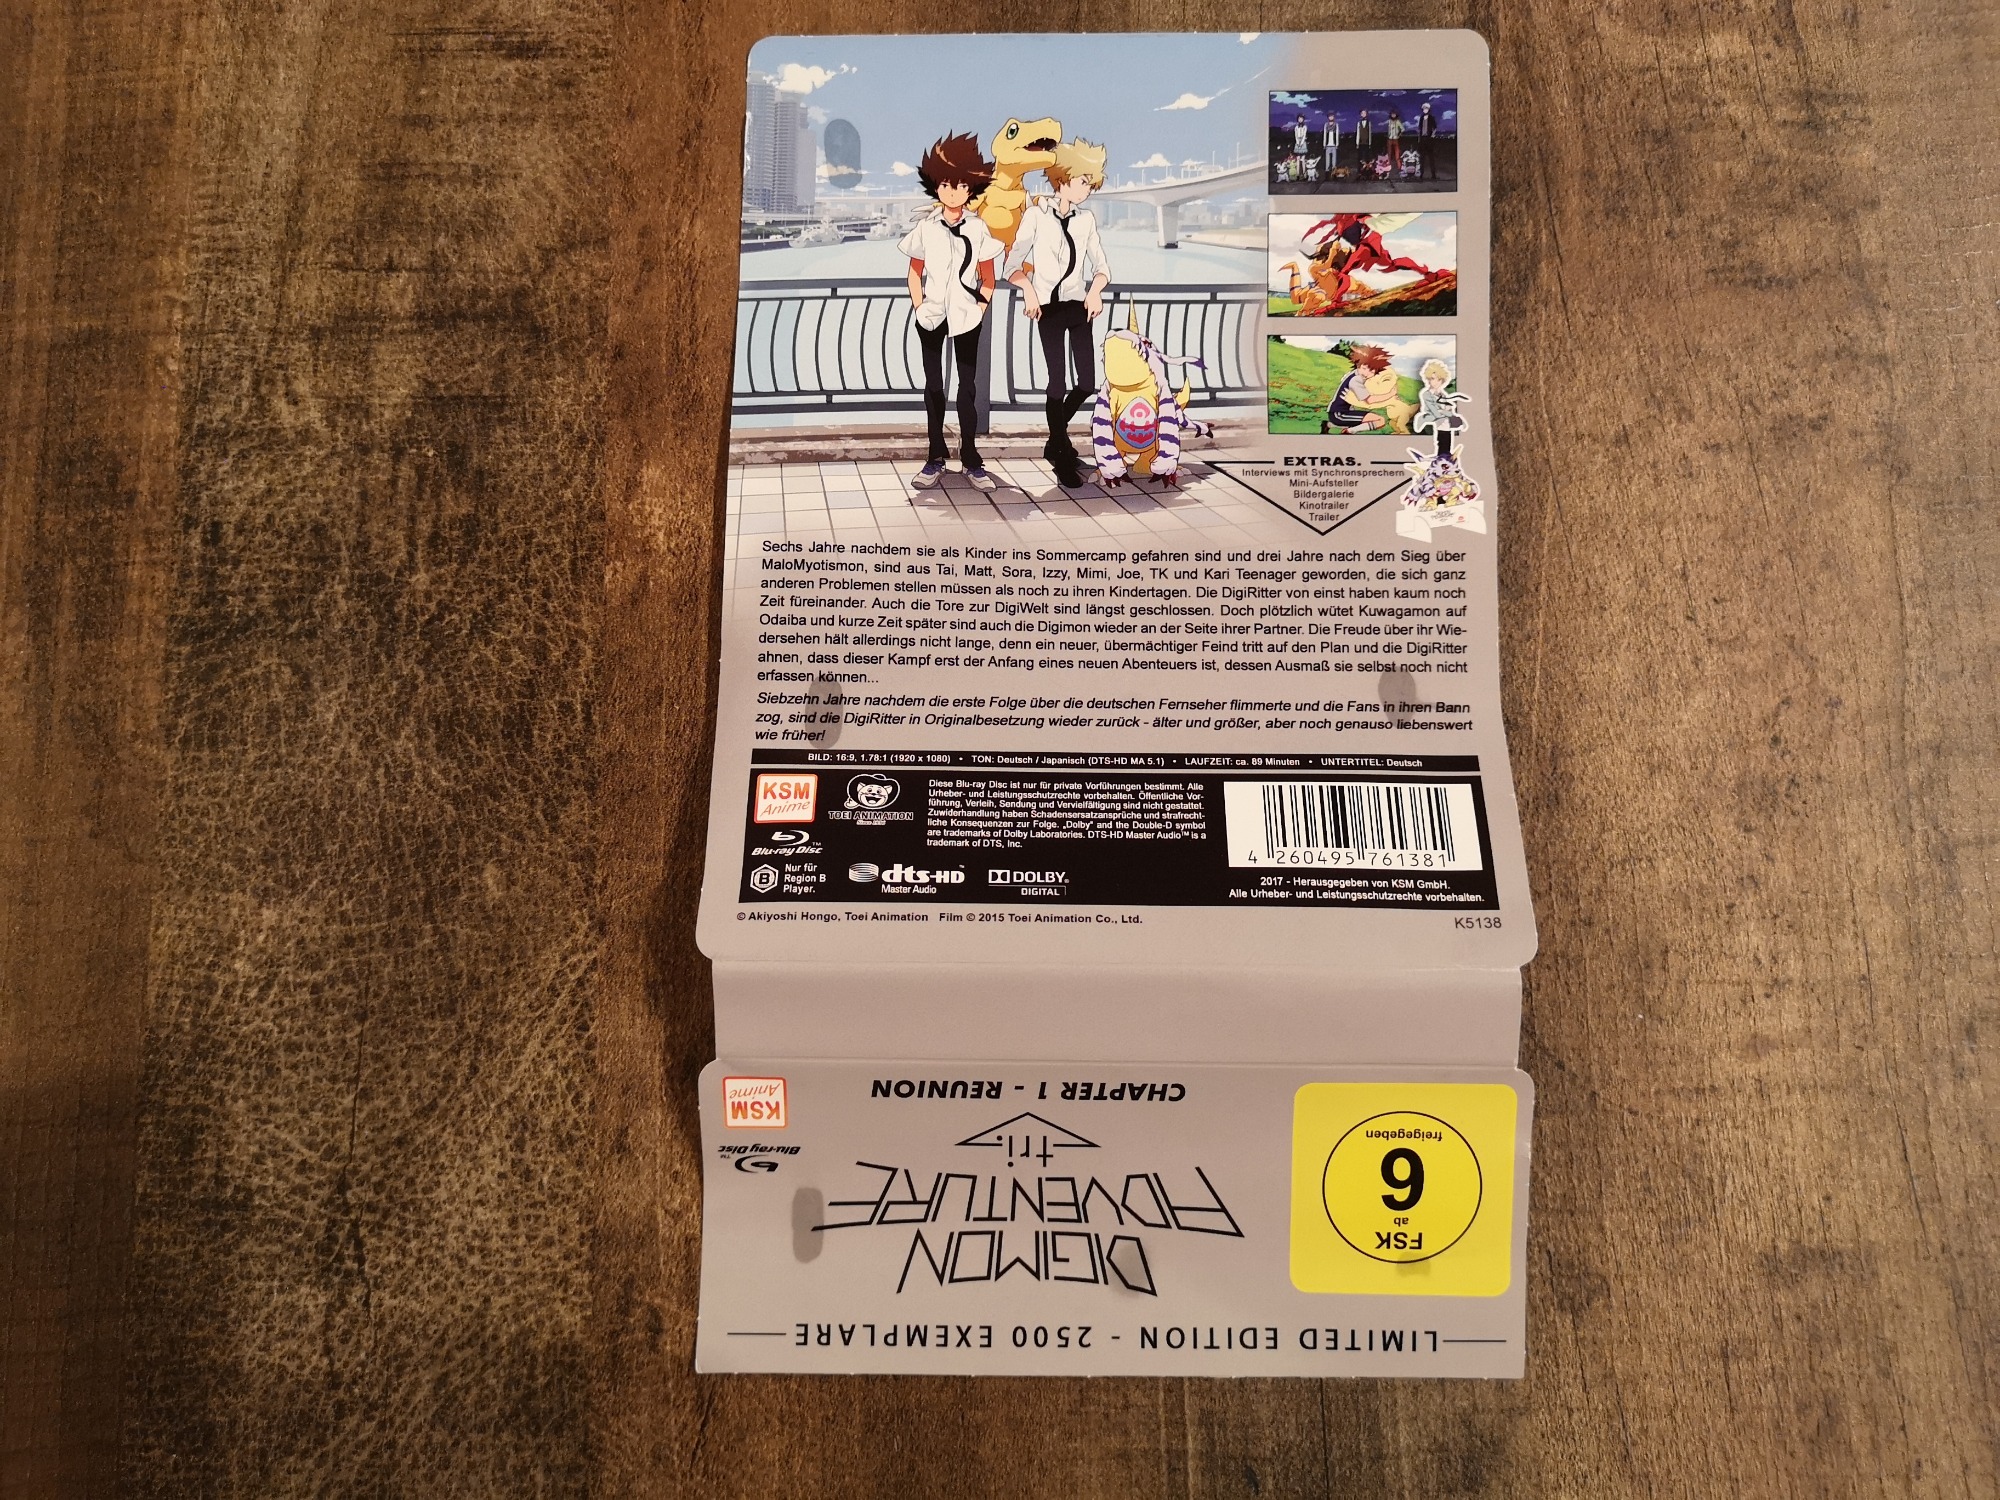 EXTRAS.
Interviews mit Synchronsprechern
Mini-Aufsteller
Bildergalerie
Kinotrailer
Trailer
Sechs Jahre nachdem sie als Kinder ins Sommercamp gefahren sind und drei Jahre nach dem Sieg über
MaloMyotismon, sind aus Tai, Matt, Sora, Izzy, Mimi, Joe, TK und Kari Teenager geworden, die sich ganz
anderen Problemen stellen müssen als noch zu ihren Kindertagen. Die DigiRitter von einst haben kaum noch
Zeit füreinander. Auch die Tore zur DigiWelt sind längst geschlossen. Doch plötzlich wütet Kuwagamon auf
Odaiba und kurze Zeit später sind auch die Digimon wieder an der Seite ihrer Partner. Die Freude über ihr Wie-
dersehen hält allerdings nicht lange, denn ein neuer, übermächtiger Feind tritt auf den Plan und die DigiRitter
ahnen, dass dieser Kampf erst der Anfang eines neuen Abenteuers ist, dessen Ausmaß sie selbst noch nicht
erfassen können...
Siebzehn Jahre nachdem die erste Folge über die deutschen Fernseher flimmerte und die Fans in ihren Bann
zog, sind die DigiRitter in Originalbesetzung wieder zurück - älter und größer, aber noch genauso liebenswert
wie früher!
BILD: 16:9, 1.78:1 (1920 x 1080) • TON: Deutsch / Japanisch (DTS-HD MA 5.1) • LAUFZEIT: ca. 89 Minuten • UNTERTITEL: Deutsch
KSM
Anime
TOEI ANIMATION
Since 1956
Blu-ray Disc™
Nur für
Region B
Player.
Diese Blu-ray Disc ist nur für private Vorführungen bestimmt. Alle
Urheber- und Leistungsschutzrechte vorbehalten. Öffentliche Vor-
führung, Verleih, Sendung und Vervielfältigung sind nicht gestattet.
Zuwiderhandlung haben Schadensersatzansprüche und strafrecht-
liche Konsequenzen zur Folge. „Dolby" and the Double-D symbol
are trademarks of Dolby Laboratories. DTS-HD Master Audio™ is a
trademark of DTS, Inc.
dts-HD™
Master Audio
DOLBY®
DIGITAL
4 260495 761381
2017 - Herausgegeben von KSM GmbH.
Alle Urheber- und Leistungsschutzrechte vorbehalten.
© Akiyoshi Hongo, Toei Animation Film © 2015 Toei Animation Co., Ltd.
K5138
LIMITED EDITION - 2500 EXEMPLARE
DIGIMON
ADVENTURE
tri.
CHAPTER 1 - REUNION
FSK
ab
6
freigegeben
Blu-ray Disc™
KSM
Anime